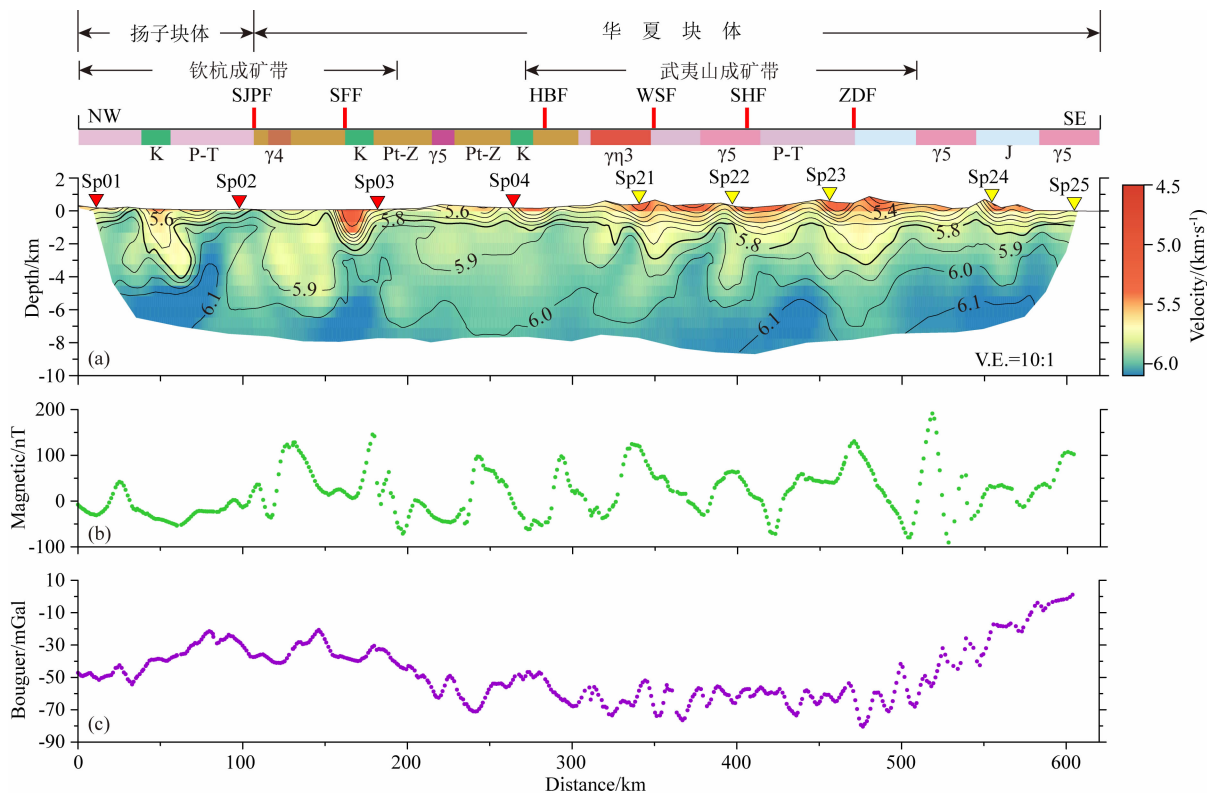 扬子块体 华夏块体
钦杭成矿带 武夷山成矿带
SJPF SFF HBF WSF SHF ZDF
NW SE
K P-T γ4 K Pt-Z γ5 Pt-Z K γη3 γ5 P-T γ5 J γ5
Sp01 Sp02 Sp03 Sp04 Sp21 Sp22 Sp23 Sp24 Sp25
2
0
-2
-4
-6
-8
-10
Depth/km
5.6 5.8 5.6 5.4
5.8 5.8
5.9 5.9
6.0
6.1 5.9 6.0 6.1 6.1
(a) V.E.=10:1
4.5
5.0
5.5
6.0
Velocity/(km·s⁻¹)
200
100
0
-100
Magnetic/nT
(b)
10
-10
-30
-50
-70
-90
Bouguer/mGal
(c)
0 100 200 300 400 500 600
Distance/km